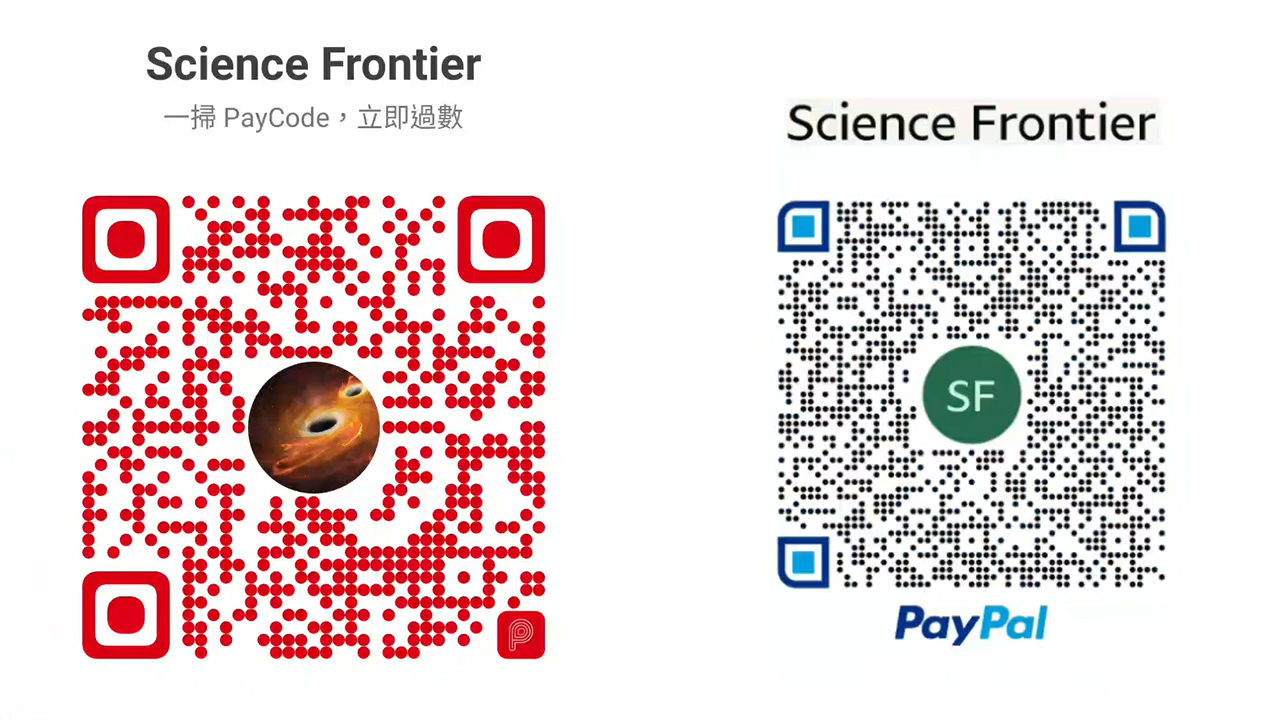 Science Frontier
一掃 PayCode，立即過數
Science Frontier
SF
P
PayPal